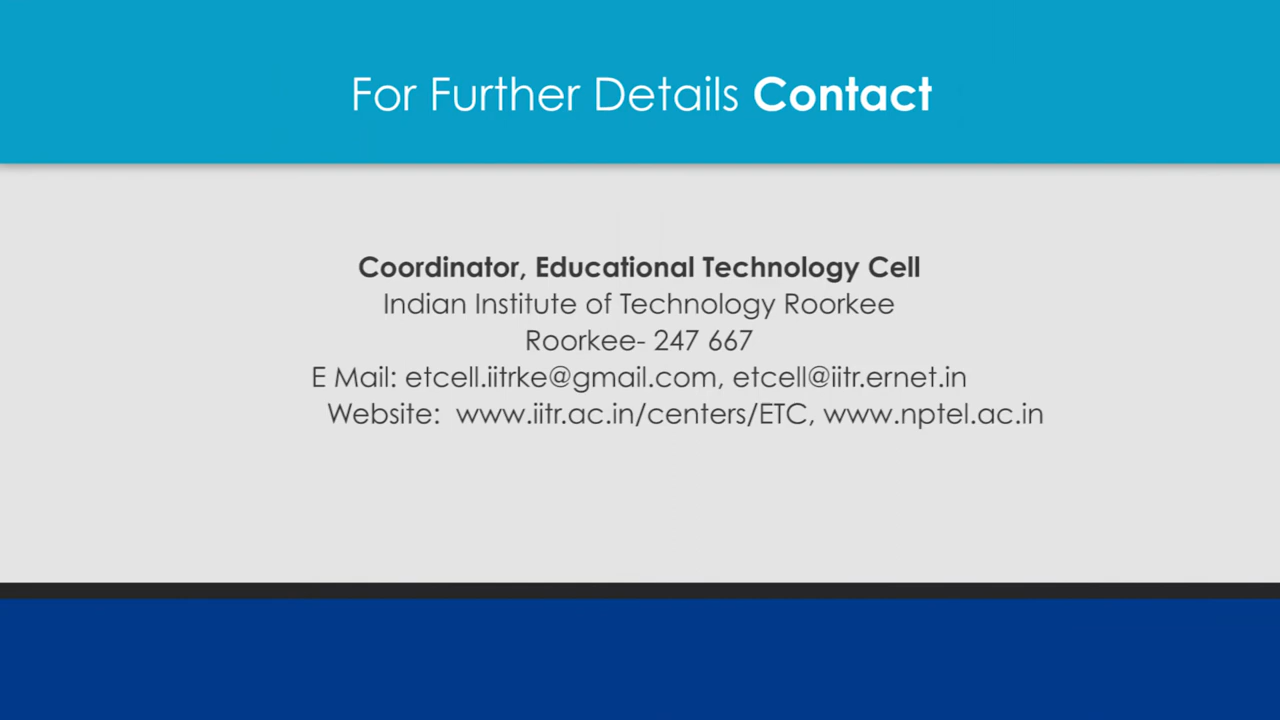 For Further Details Contact
Coordinator, Educational Technology Cell
Indian Institute of Technology Roorkee
Roorkee- 247 667
E Mail: etcell.iitrke@gmail.com, etcell@iitr.ernet.in
Website: www.iitr.ac.in/centers/ETC, www.nptel.ac.in